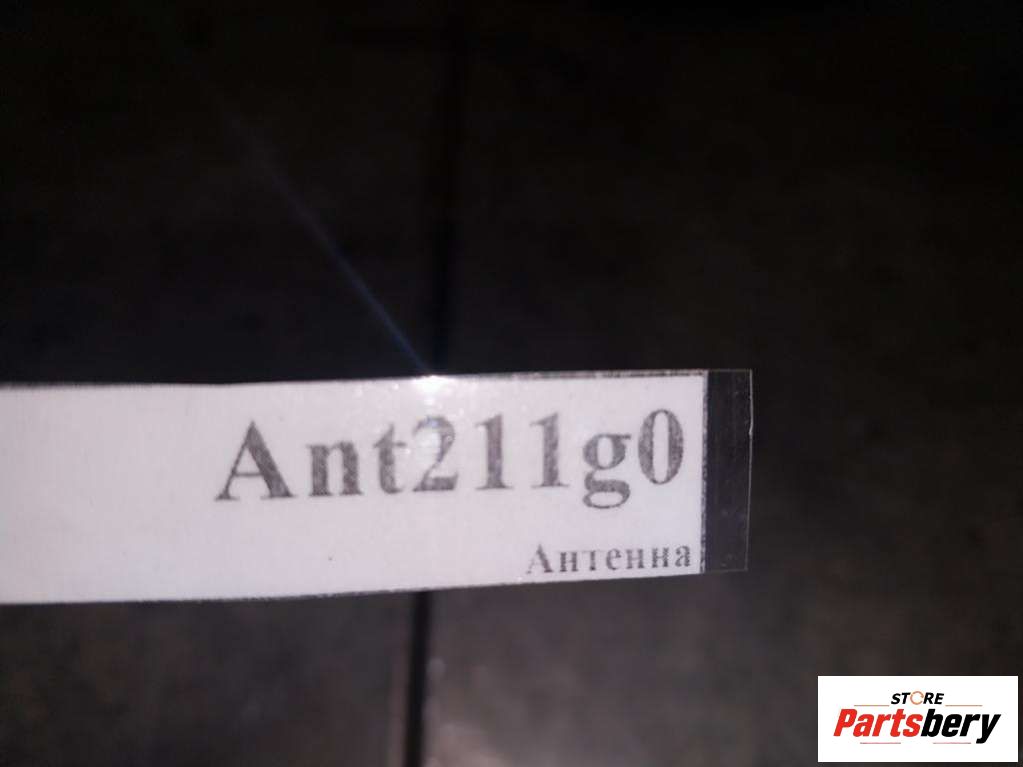 Ant211g0
Антенна
STORE
Partsbery